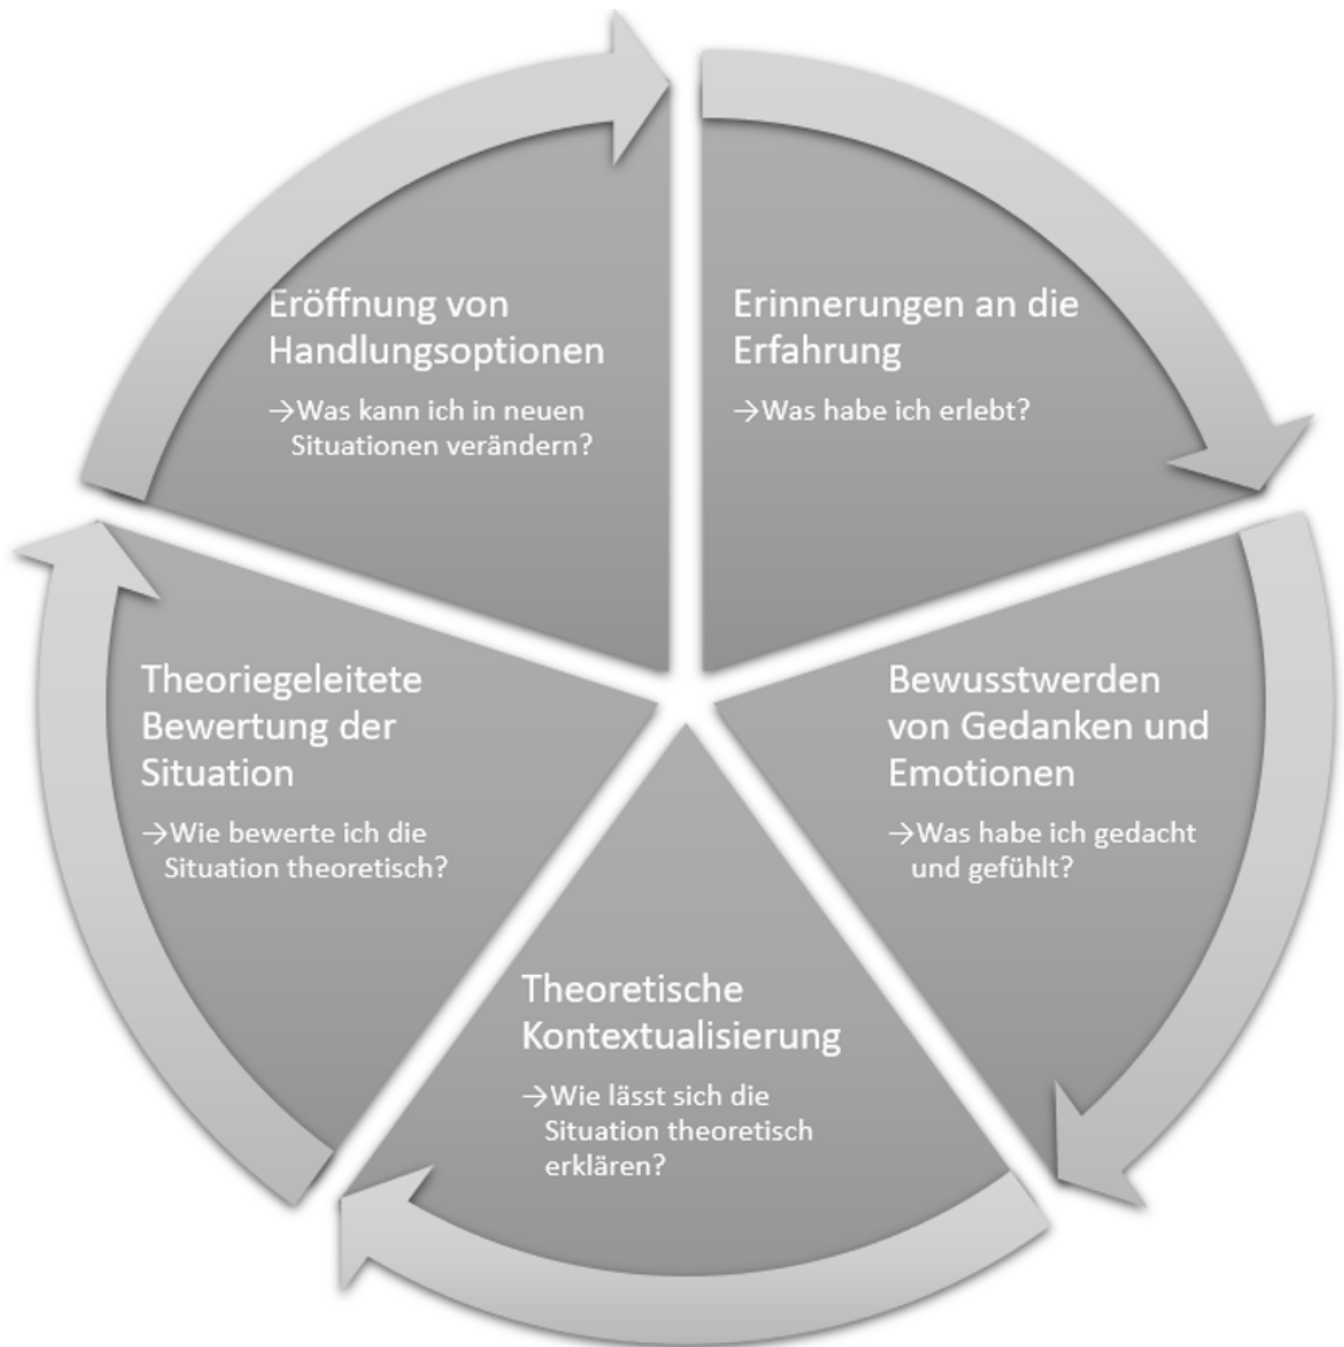 Erinnerungen an die
Erfahrung
→Was habe ich erlebt?
Bewusstwerden
von Gedanken und
Emotionen
→Was habe ich gedacht
und gefühlt?
Theoretische
Kontextualisierung
→Wie lässt sich die
Situation theoretisch
erklären?
Theoriegeleitete
Bewertung der
Situation
→Wie bewerte ich die
Situation theoretisch?
Eröffnung von
Handlungsoptionen
→Was kann ich in neuen
Situationen verändern?